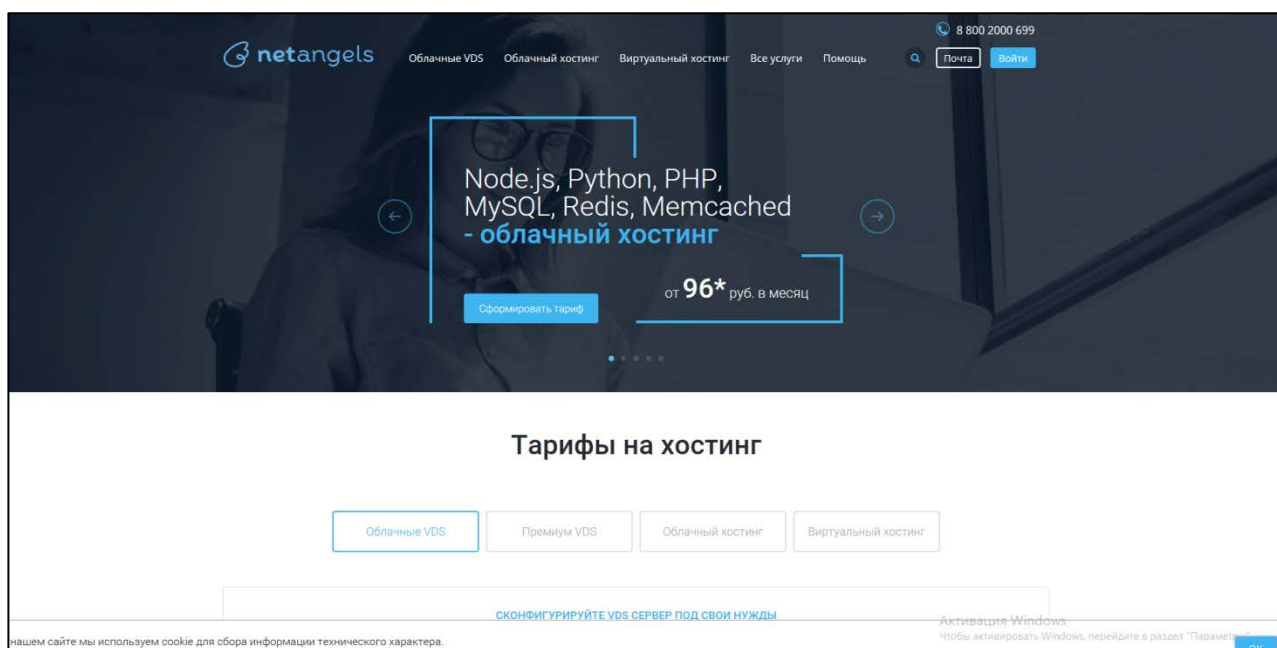 8 800 2000 699
netangels
Облачные VDS Облачный хостинг Виртуальный хостинг Все услуги Помощь
Почта Войти
Node.js, Python, PHP,
MySQL, Redis, Memcached
- облачный хостинг
от 96* руб. в месяц
Сформировать тариф
Тарифы на хостинг
Облачные VDS Премиум VDS Облачный хостинг Виртуальный хостинг
СКОНФИГУРИРУЙТЕ VDS СЕРВЕР ПОД СВОИ НУЖДЫ
Активация Windows
Чтобы активировать Windows, перейдите в раздел "Параметры
нашем сайте мы используем cookie для сбора информации технического характера.
OK